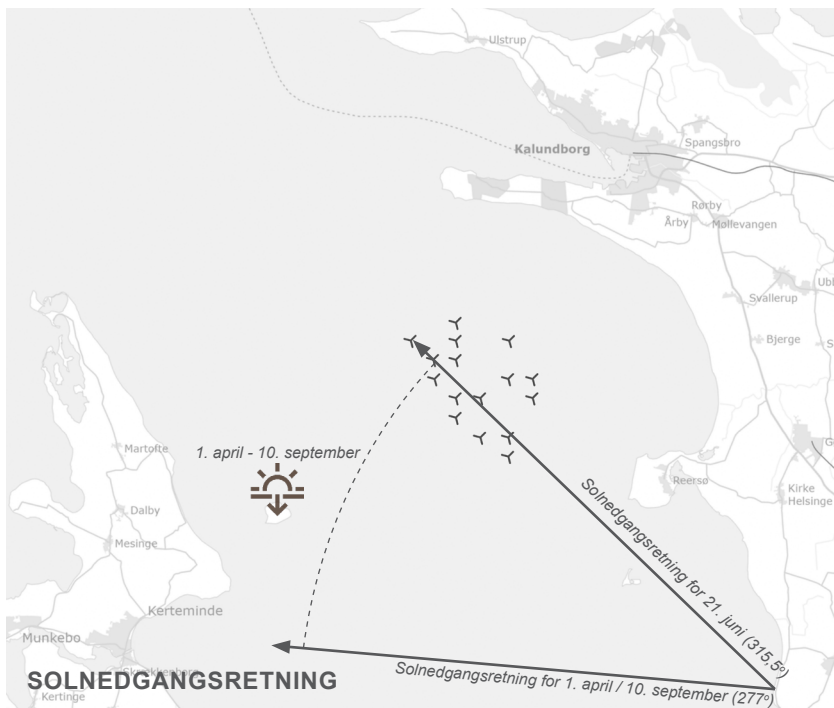 Ulstrup
Kalundborg
Spangsbro
Rørby
Årby
Møllevangen
Svallerup
Bjerge
Martofte
1. april - 10. september
Reersø
Kirke
Helsinge
Dalby
Mesinge
Solnedgangsretning for 21. juni (315,5º)
Kerteminde
Munkebo
Solnedgangsretning for 1. april / 10. september (277º)
SOLNEDGANGSRETNING
Kertinge